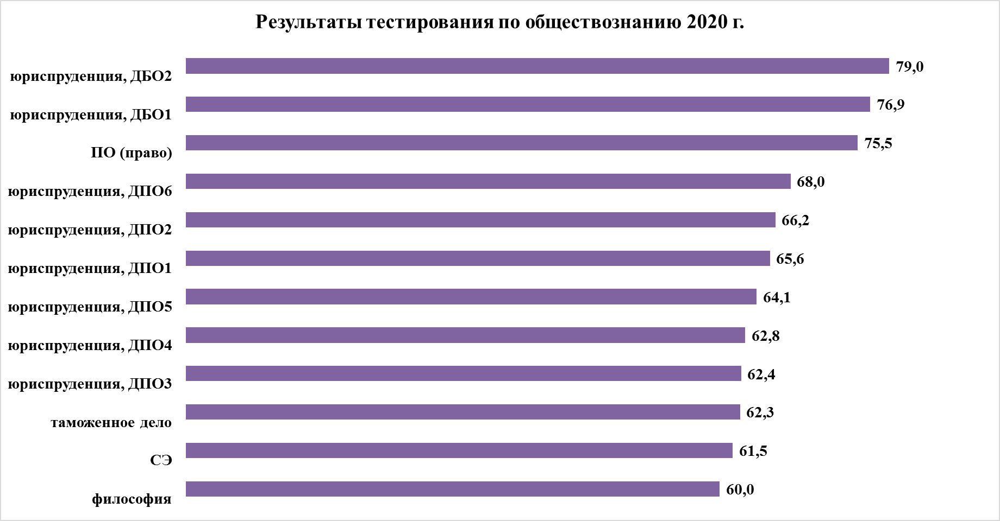 Результаты тестирования по обществознанию 2020 г.
юриспруденция, ДБО2 79,0
юриспруденция, ДБО1 76,9
ПО (право) 75,5
юриспруденция, ДПО6 68,0
юриспруденция, ДПО2 66,2
юриспруденция, ДПО1 65,6
юриспруденция, ДПО5 64,1
юриспруденция, ДПО4 62,8
юриспруденция, ДПО3 62,4
таможенное дело 62,3
СЭ 61,5
философия 60,0